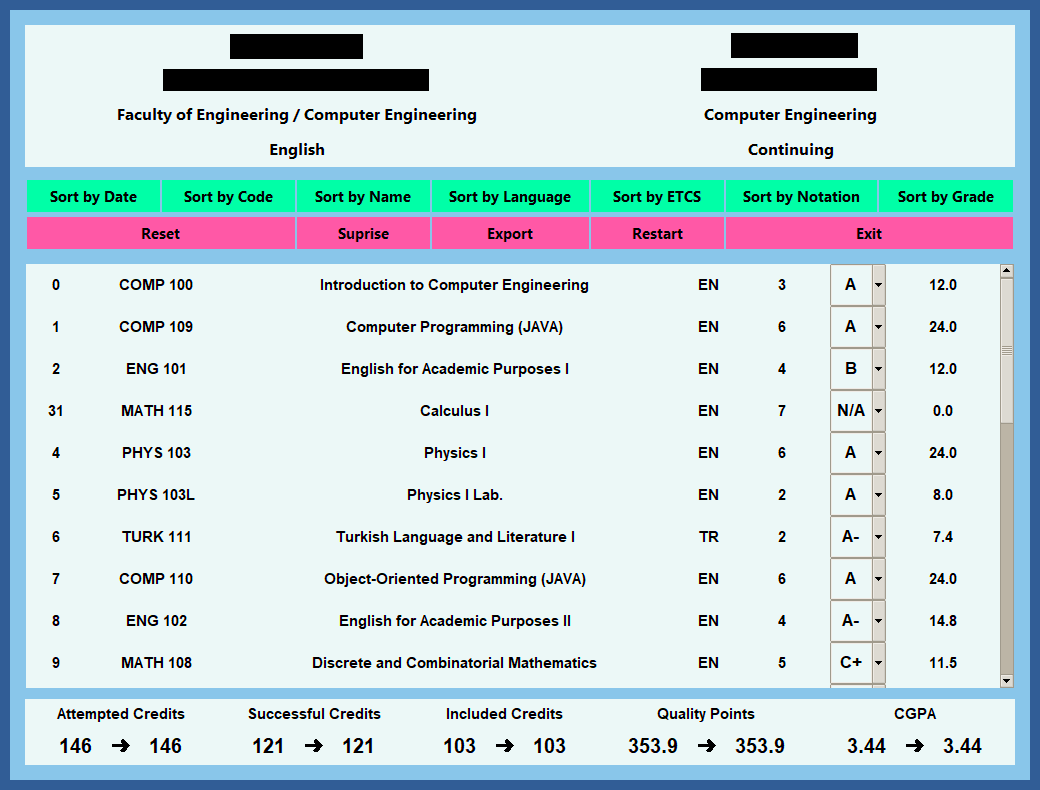 Faculty of Engineering / Computer Engineering Computer Engineering
English Continuing
Sort by Date Sort by Code Sort by Name Sort by Language Sort by ETCS Sort by Notation Sort by Grade
Reset Suprise Export Restart Exit
0 COMP 100 Introduction to Computer Engineering EN 3 A 12.0
1 COMP 109 Computer Programming (JAVA) EN 6 A 24.0
2 ENG 101 English for Academic Purposes I EN 4 B 12.0
31 MATH 115 Calculus I EN 7 N/A 0.0
4 PHYS 103 Physics I EN 6 A 24.0
5 PHYS 103L Physics I Lab. EN 2 A 8.0
6 TURK 111 Turkish Language and Literature I TR 2 A- 7.4
7 COMP 110 Object-Oriented Programming (JAVA) EN 6 A 24.0
8 ENG 102 English for Academic Purposes II EN 4 A- 14.8
9 MATH 108 Discrete and Combinatorial Mathematics EN 5 C+ 11.5
Attempted Credits Successful Credits Included Credits Quality Points CGPA
146 ➔ 146 121 ➔ 121 103 ➔ 103 353.9 ➔ 353.9 3.44 ➔ 3.44